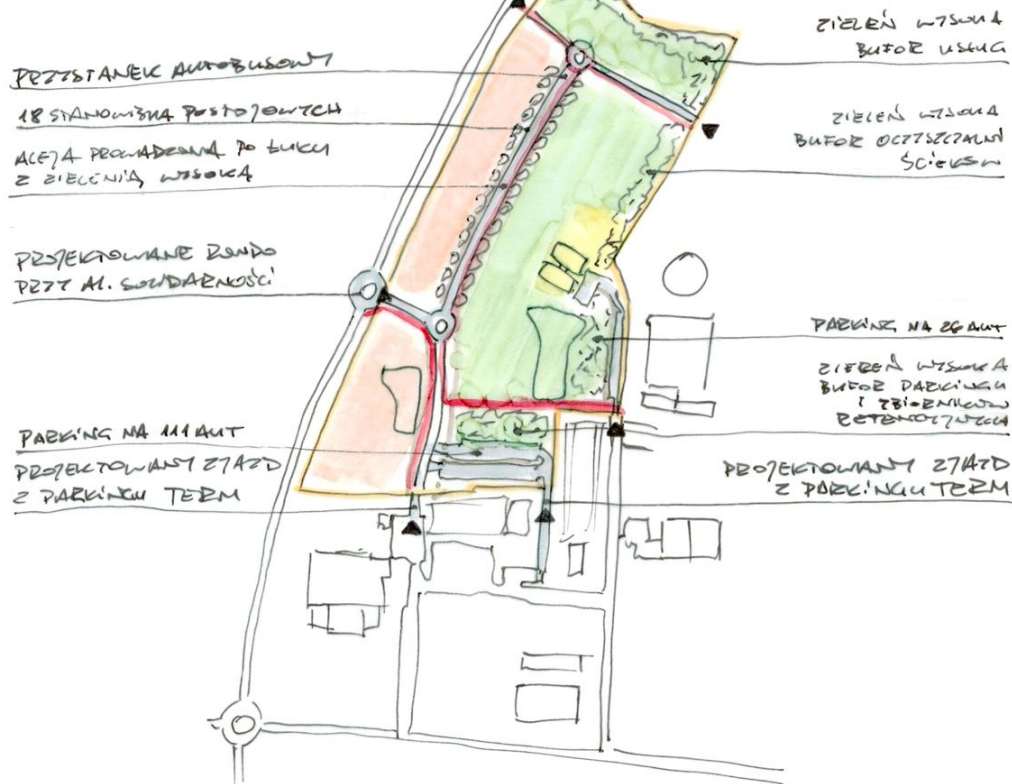 PRZYSTANEK AUTOBUSOWY
18 STANOWISKA POSTOJOWYCH
ALEJA PROWADZONA PO ŁUKU
Z ZIELENIĄ WYSOKĄ
PROJEKTOWANE RONDO
PRZY Al. SOLIDARNOŚCI
PARKING NA 111 AUT
PROJEKTOWANY ZJAZD
Z PARKINGU TERM
ZIELEŃ WYSOKA
BUFOR USŁUG
ZIELEŃ WYSOKA
BUFOR OCZYSZCZALNI
ŚCIEKÓW
PARKING NA 26 AUT
ZIELEŃ WYSOKA
BUFOR PARKINGU
I ZBIORNIKÓW
RETENCYJNYCH
PROJEKTOWANY ZJAZD
Z PARKINGU TERM